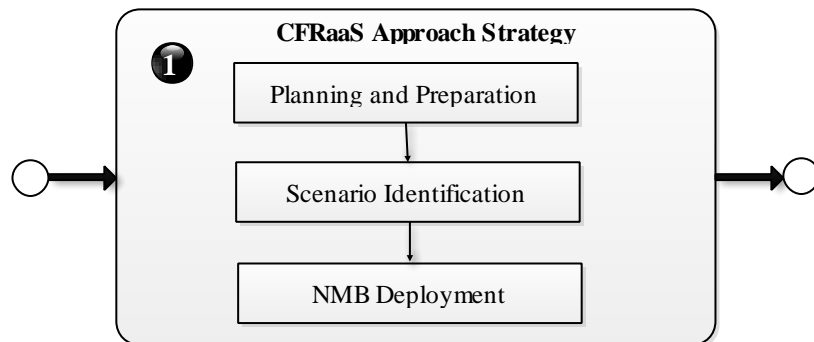 CFRaaS Approach Strategy
1
Planning and Preparation
Scenario Identification
NMB Deployment